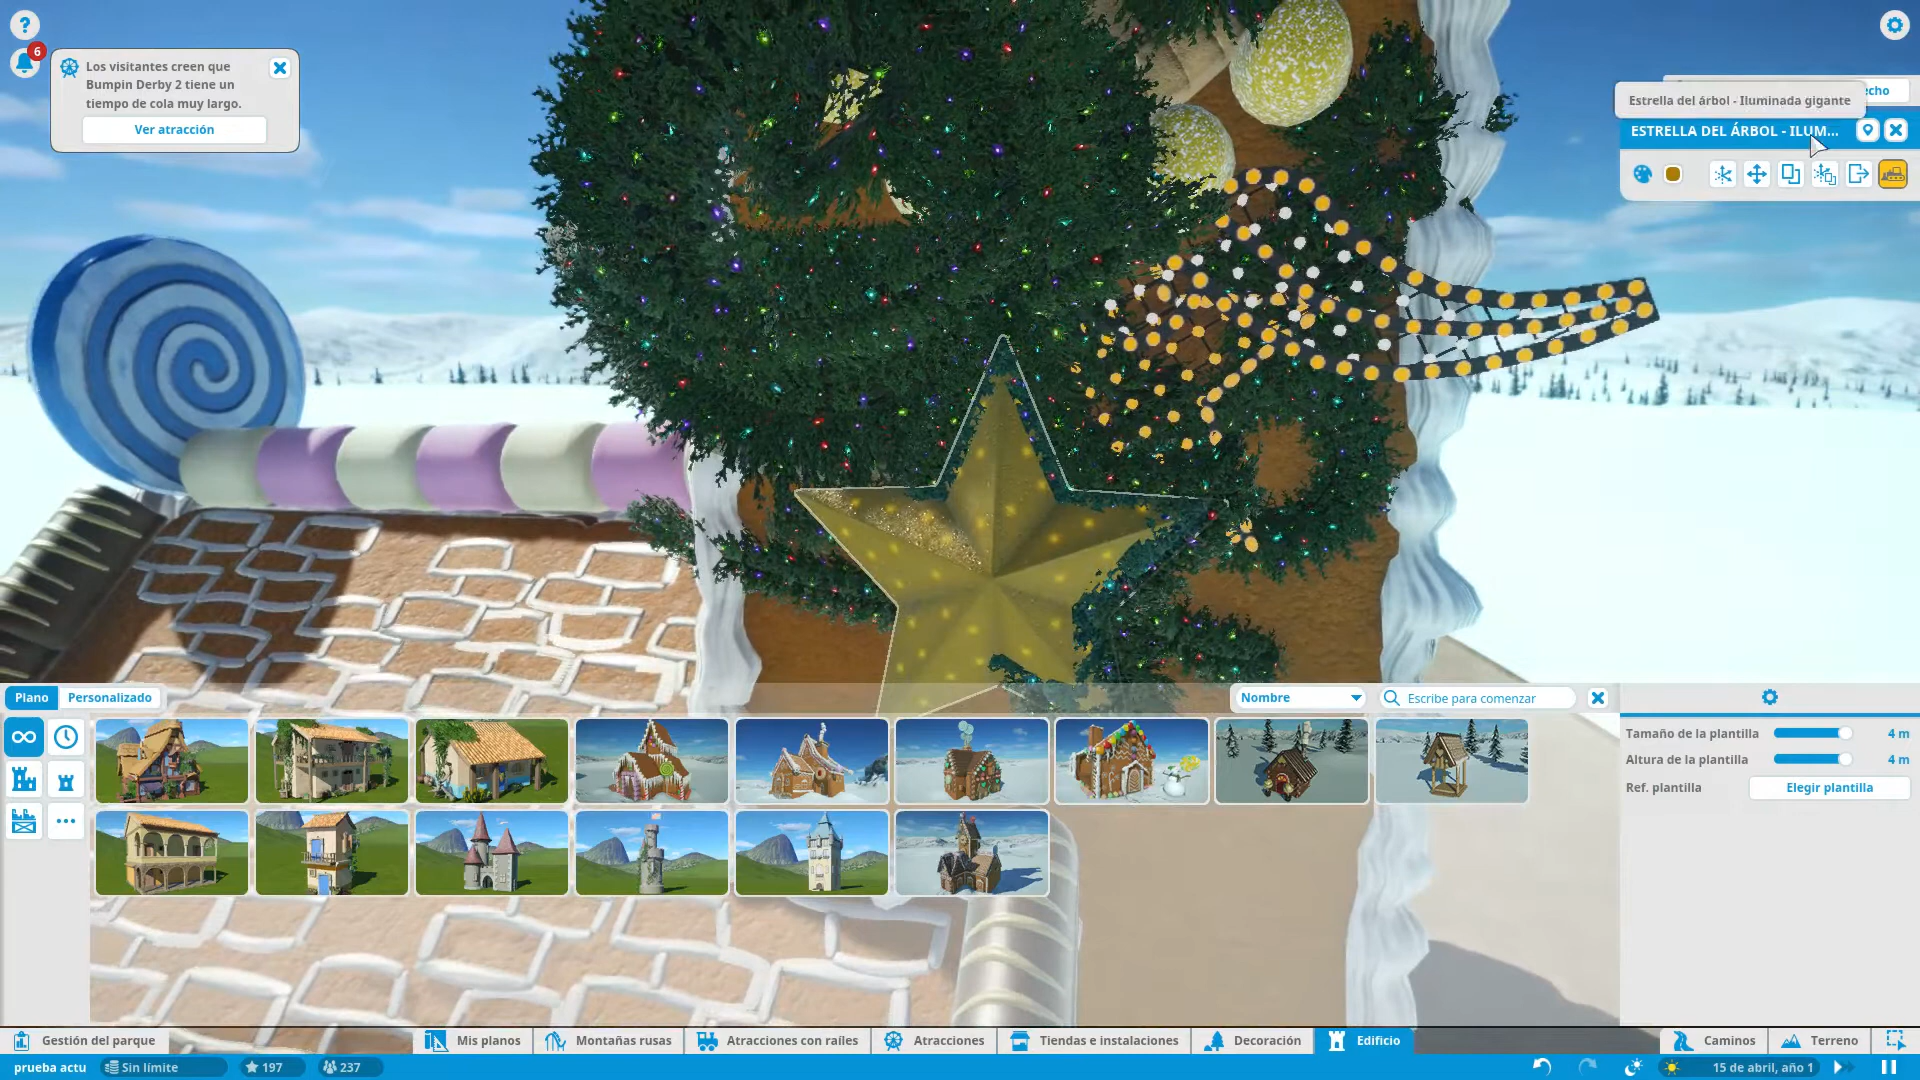 ?
6
Los visitantes creen que
Bumpin Derby 2 tiene un
tiempo de cola muy largo.
Ver atracción
echo
Estrella del árbol - Iluminada gigante
ESTRELLA DEL ÁRBOL - ILUM...
Plano
Personalizado
Nombre
Escribe para comenzar
Tamaño de la plantilla
4 m
Altura de la plantilla
4 m
Ref. plantilla
Elegir plantilla
Gestión del parque
Mis planos
Montañas rusas
Atracciones con raíles
Atracciones
Tiendas e instalaciones
Decoración
Edificio
Caminos
Terreno
prueba actu
Sin límite
197
237
15 de abril, año 1